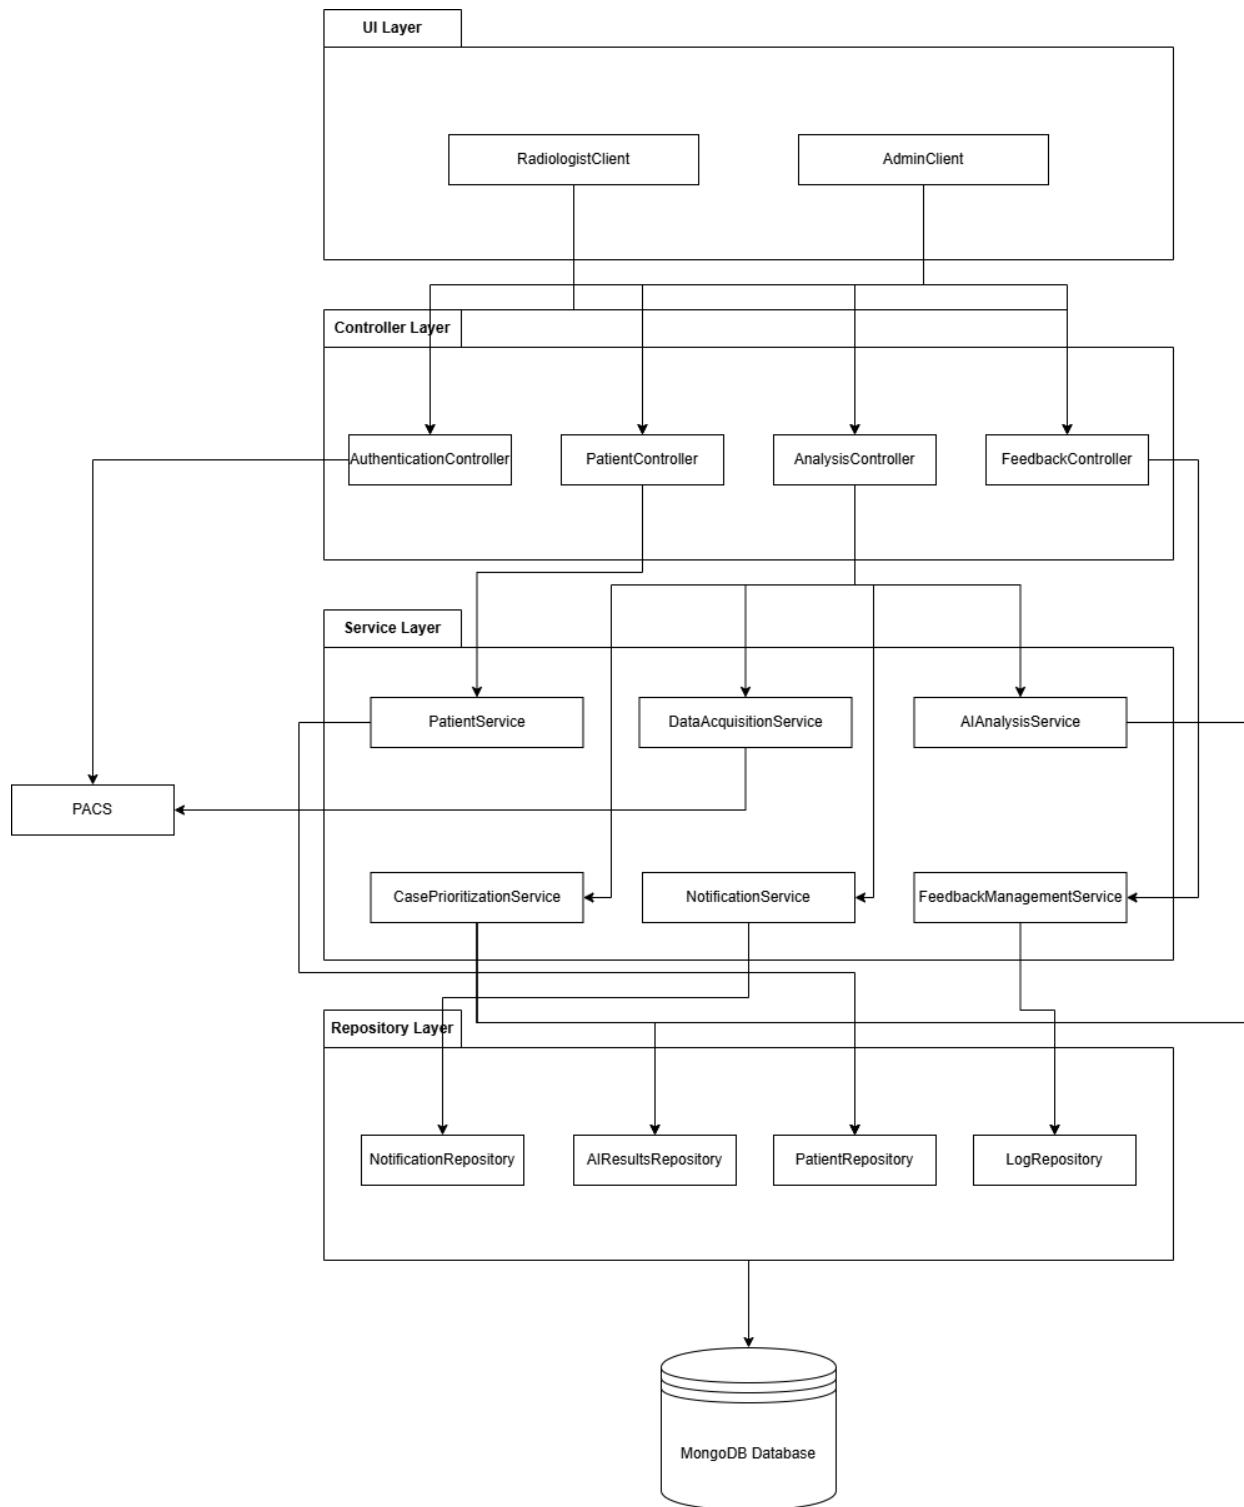 UI Layer
RadiologistClient
AdminClient
Controller Layer
AuthenticationController
PatientController
AnalysisController
FeedbackController
Service Layer
PatientService
DataAcquisitionService
AIAnalysisService
PACS
CasePrioritizationService
NotificationService
FeedbackManagementService
Repository Layer
NotificationRepository
AIResultsRepository
PatientRepository
LogRepository
MongoDB Database